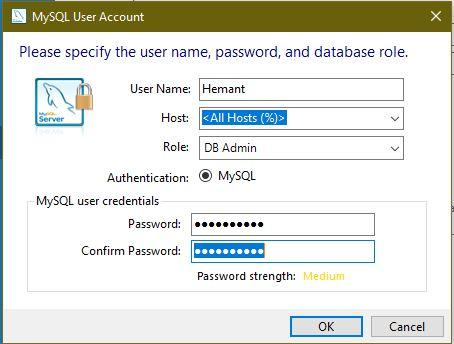 MySQL User Account
Please specify the user name, password, and database role.
MySQL
Server
User Name: Hemant
Host: <All Hosts (%)>
Role: DB Admin
Authentication: MySQL
MySQL user credentials
Password: ●●●●●●●●●●
Confirm Password: ●●●●●●●●●●
Password strength: Medium
OK Cancel